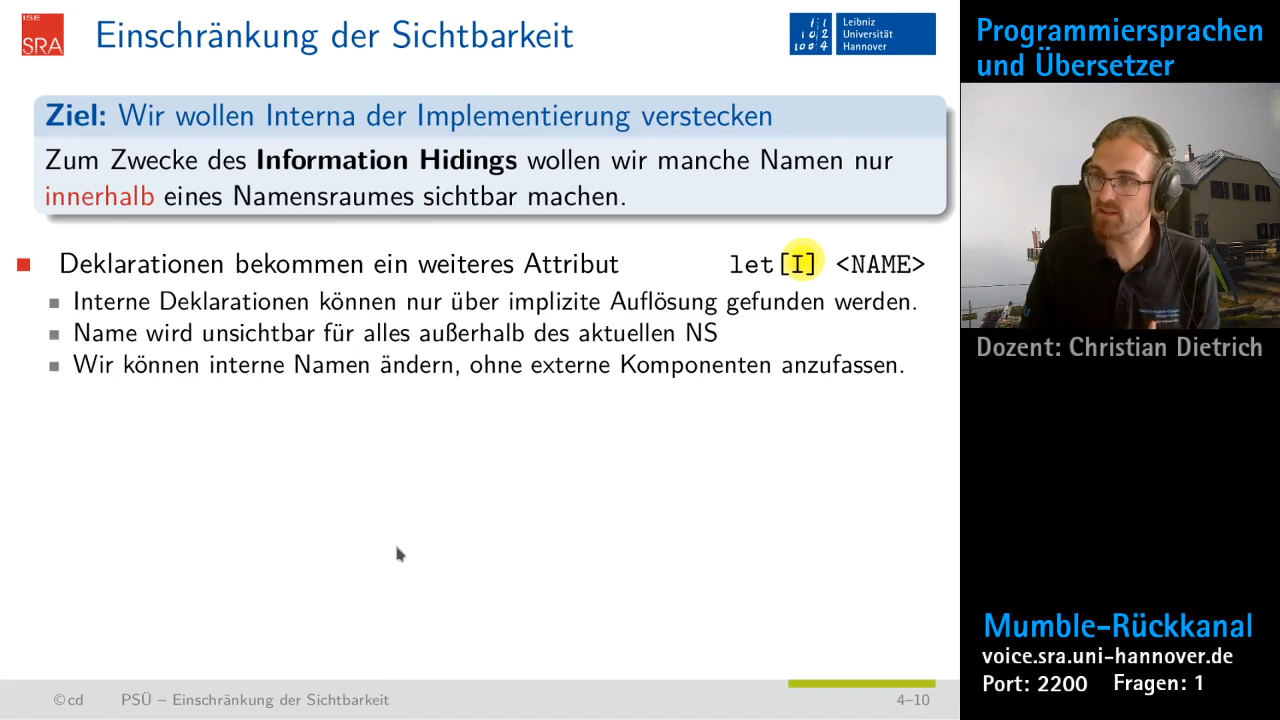 ISE
SRA
Einschränkung der Sichtbarkeit
Leibniz
Universität
Hannover
Ziel: Wir wollen Interna der Implementierung verstecken
Zum Zwecke des Information Hidings wollen wir manche Namen nur
innerhalb eines Namensraumes sichtbar machen.
Deklarationen bekommen ein weiteres Attribut let[I] <NAME>
Interne Deklarationen können nur über implizite Auflösung gefunden werden.
Name wird unsichtbar für alles außerhalb des aktuellen NS
Wir können interne Namen ändern, ohne externe Komponenten anzufassen.
©cd PSÜ – Einschränkung der Sichtbarkeit 4–10
Programmiersprachen
und Übersetzer
Dozent: Christian Dietrich
Mumble-Rückkanal
voice.sra.uni-hannover.de
Port: 2200 Fragen: 1